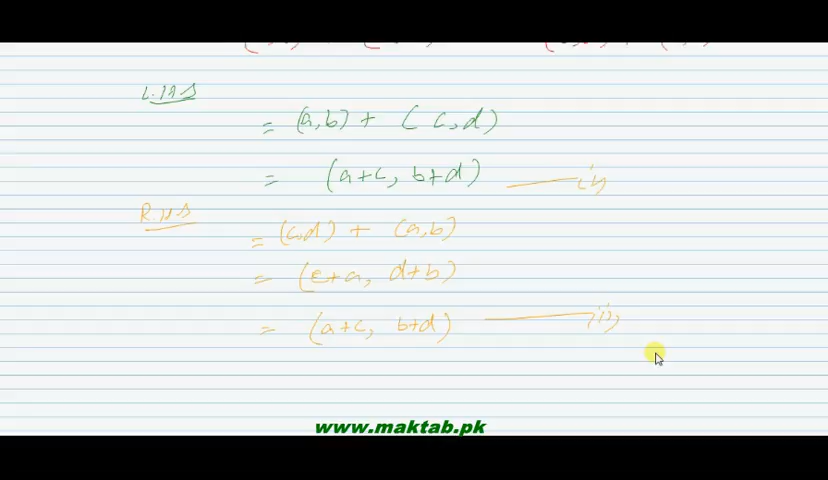 L.H.S
= (a,b) + (c,d)
= (a+c, b+d) (i)
R.H.S
= (c,d) + (a,b)
= (c+a, d+b)
= (a+c, b+d) (ii)
www.maktab.pk